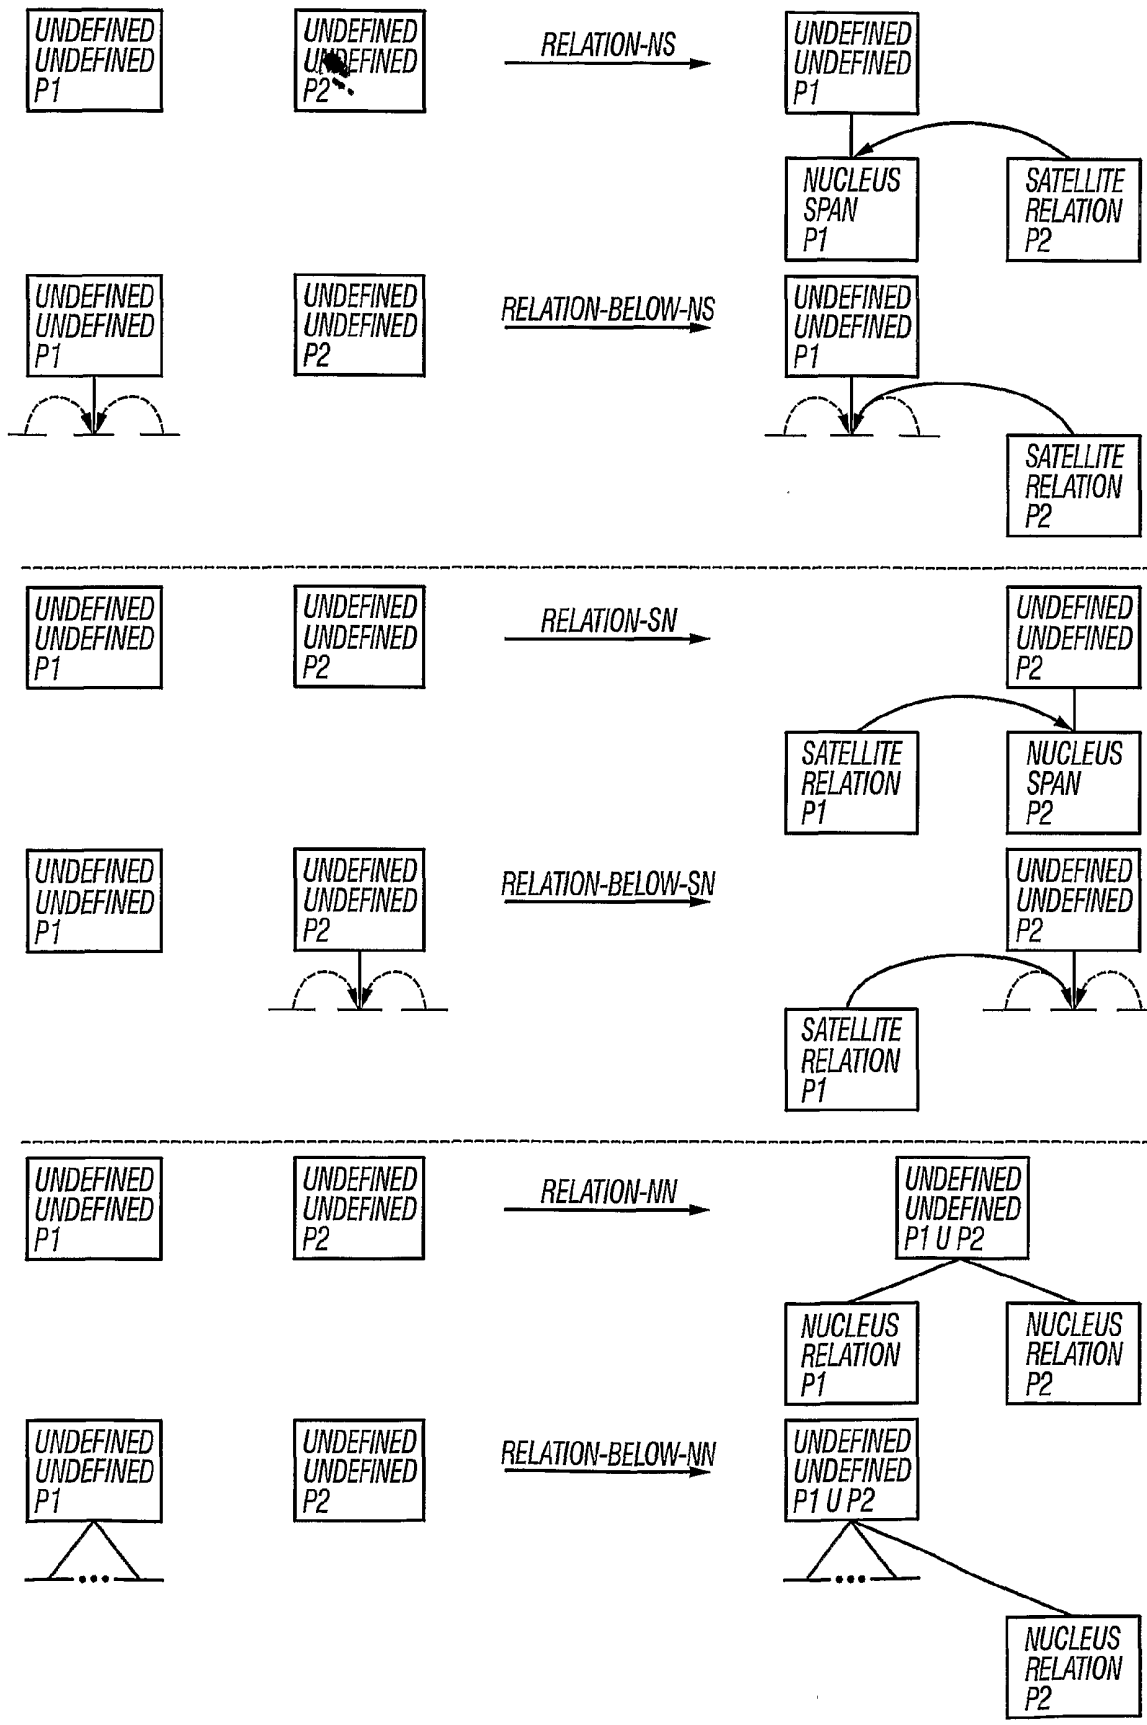 UNDEFINED
UNDEFINED
P1
UNDEFINED
UNDEFINED
P2
RELATION-NS
UNDEFINED
UNDEFINED
P1
NUCLEUS
SPAN
P1
SATELLITE
RELATION
P2
UNDEFINED
UNDEFINED
P1
UNDEFINED
UNDEFINED
P2
RELATION-BELOW-NS
UNDEFINED
UNDEFINED
P1
SATELLITE
RELATION
P2
UNDEFINED
UNDEFINED
P1
UNDEFINED
UNDEFINED
P2
RELATION-SN
UNDEFINED
UNDEFINED
P2
SATELLITE
RELATION
P1
NUCLEUS
SPAN
P2
UNDEFINED
UNDEFINED
P1
UNDEFINED
UNDEFINED
P2
RELATION-BELOW-SN
UNDEFINED
UNDEFINED
P2
SATELLITE
RELATION
P1
UNDEFINED
UNDEFINED
P1
UNDEFINED
UNDEFINED
P2
RELATION-NN
UNDEFINED
UNDEFINED
P1 U P2
NUCLEUS
RELATION
P1
NUCLEUS
RELATION
P2
UNDEFINED
UNDEFINED
P1
UNDEFINED
UNDEFINED
P2
RELATION-BELOW-NN
UNDEFINED
UNDEFINED
P1 U P2
NUCLEUS
RELATION
P2